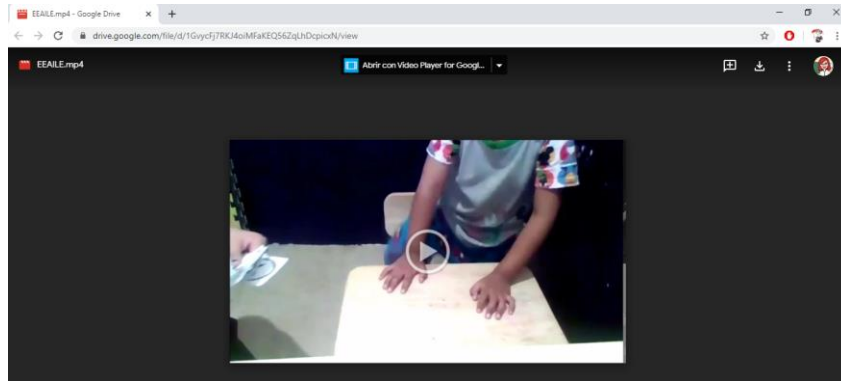 EEAILE.mp4 - Google Drive
drive.google.com/file/d/1GvycFj7RKJ4oiMFaKEQ56ZqLhDcpicxN/view
EEAILE.mp4
Abrir con Video Player for Googl...